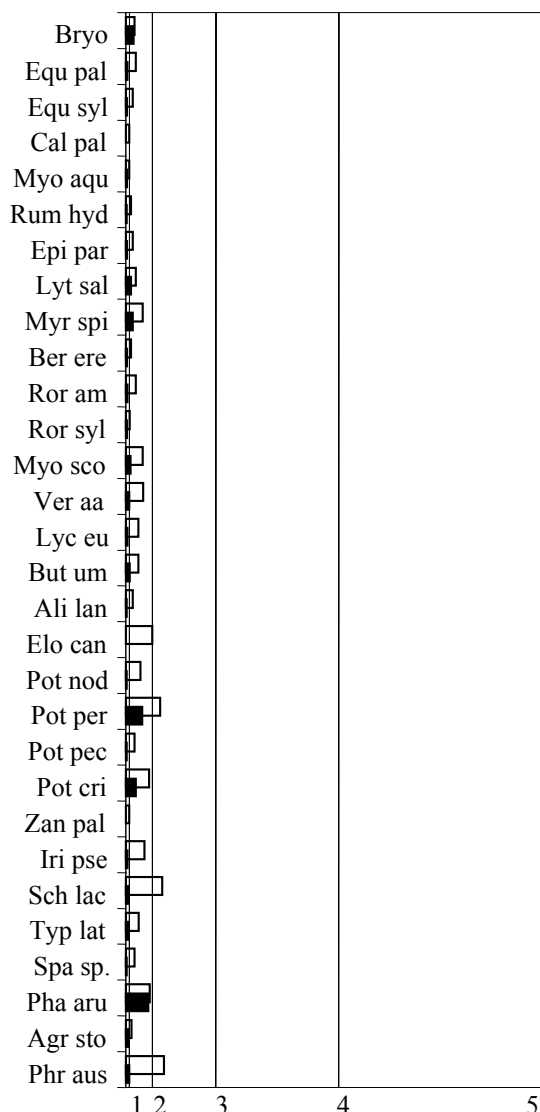 Bryo
Equ pal
Equ syl
Cal pal
Myo aqu
Rum hyd
Epi par
Lyt sal
Myr spi
Ber ere
Ror am
Ror syl
Myo sco
Ver aa
Lyc eu
But um
Ali lan
Elo can
Pot nod
Pot per
Pot pec
Pot cri
Zan pal
Iri pse
Sch lac
Typ lat
Spa sp.
Pha aru
Agr sto
Phr aus
1 2 3 4 5